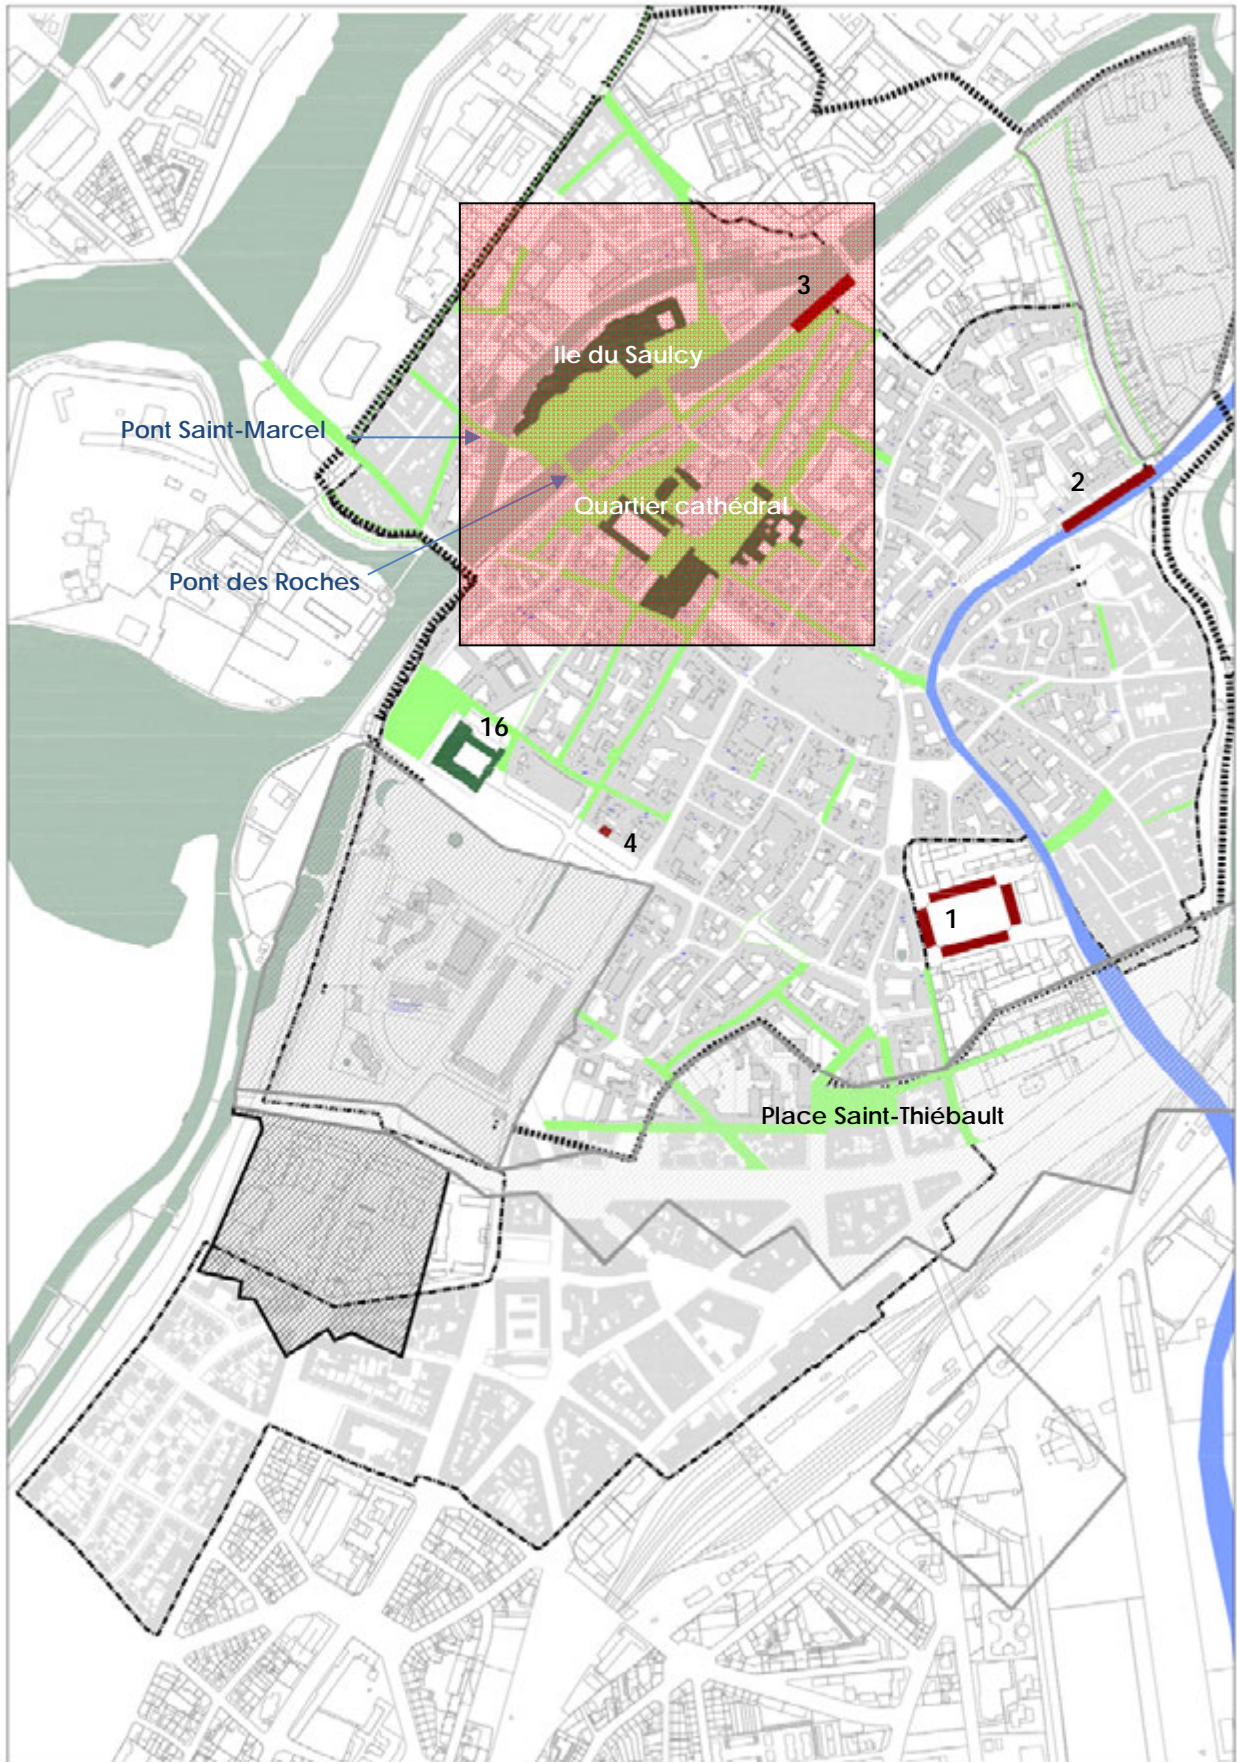 3
Ile du Saulcy
Pont Saint-Marcel
2
Quartier cathédral
Pont des Roches
16
4
1
Place Saint-Thiébault